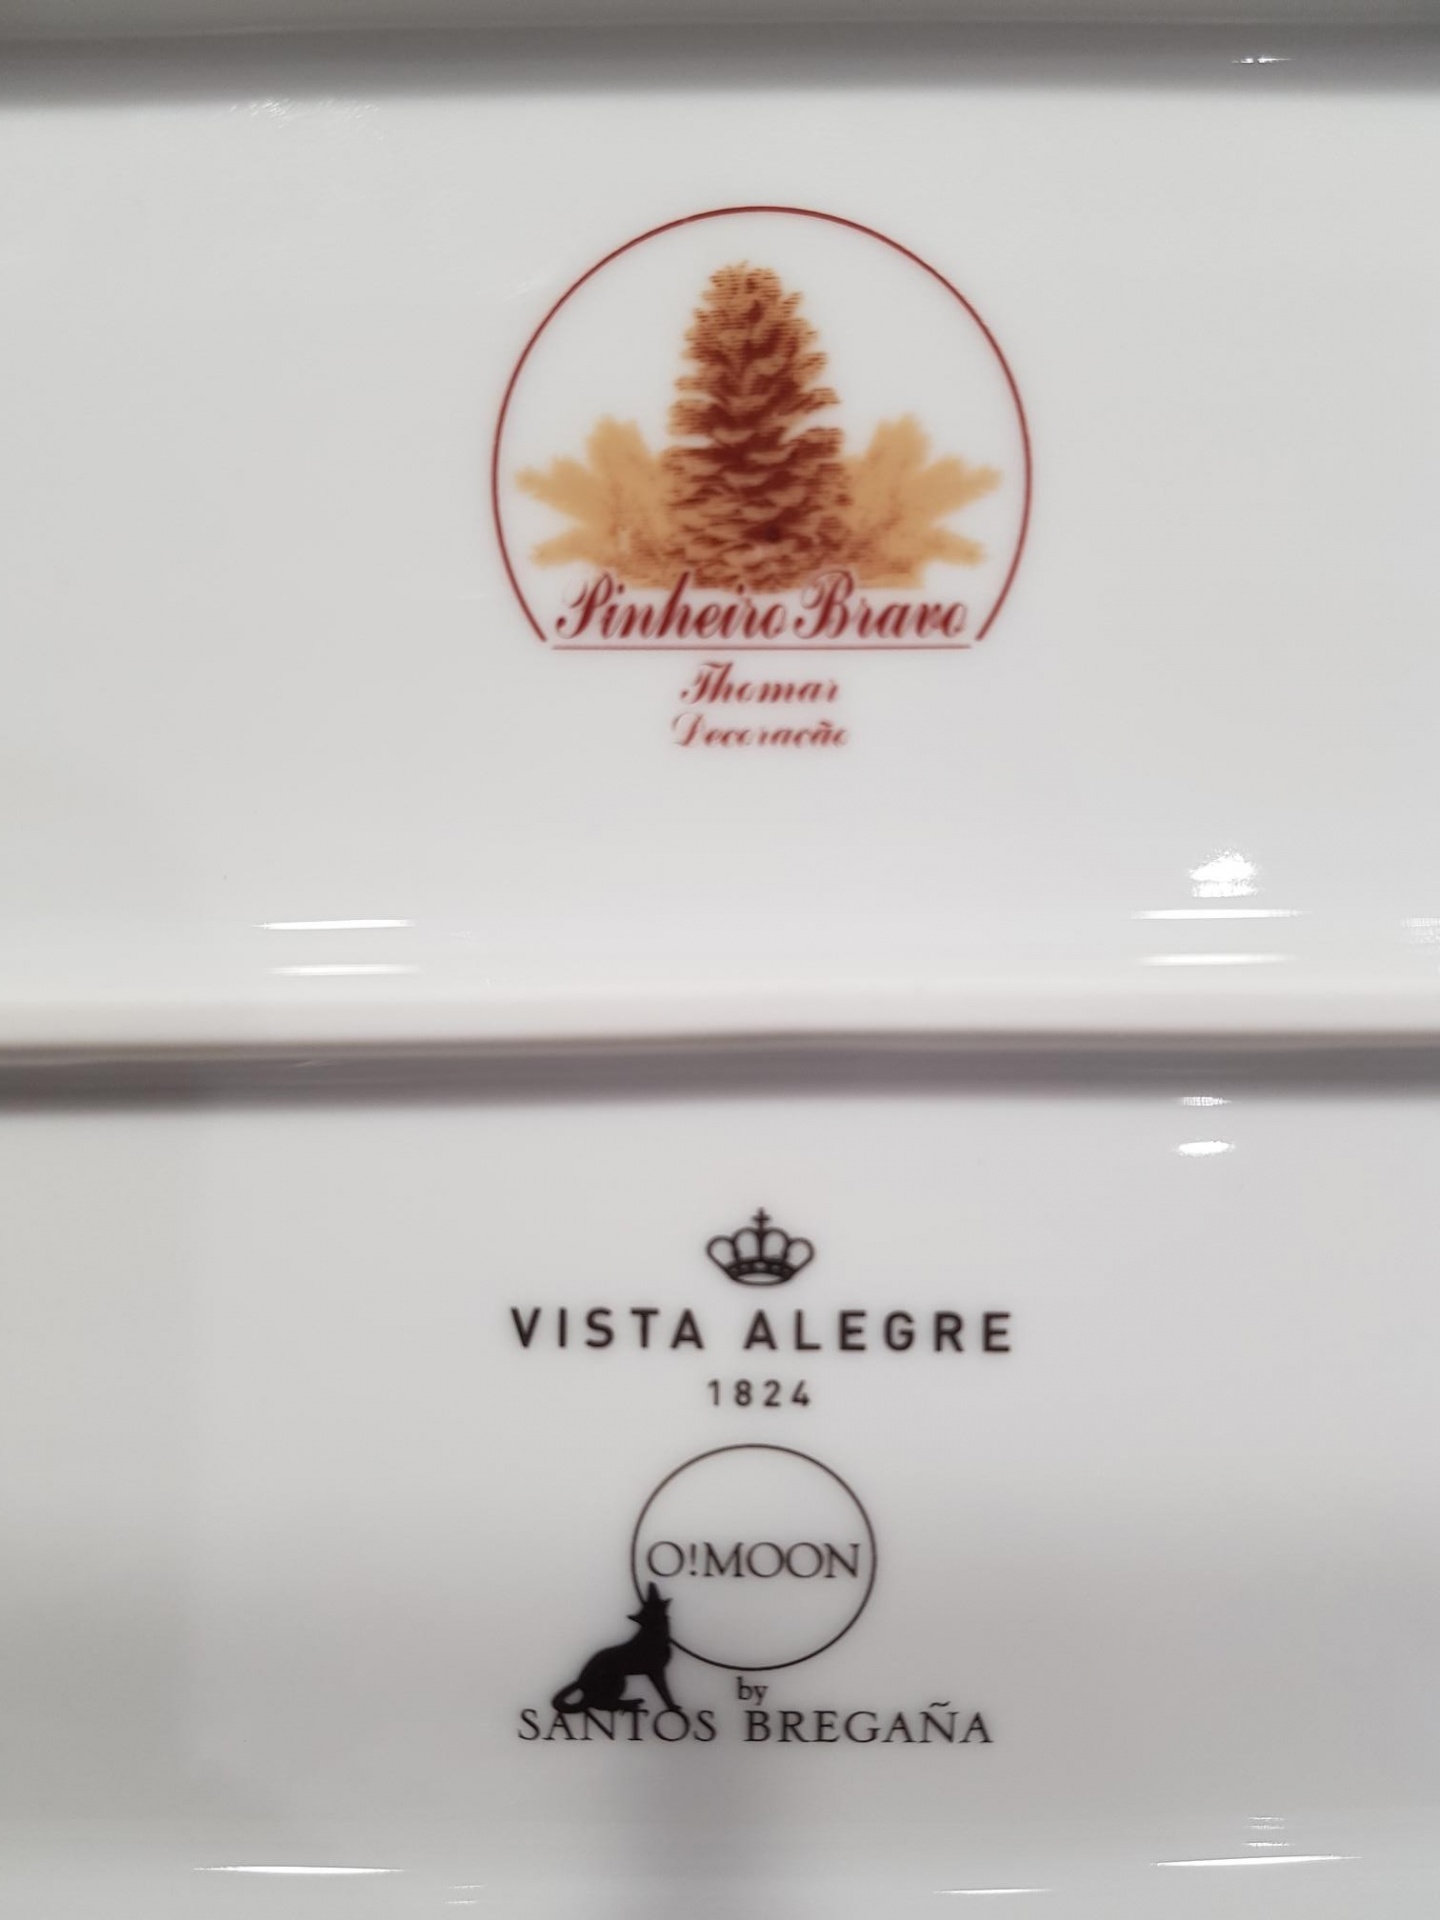 Pinheiro Bravo
Thomar
Decoração
VISTA ALEGRE
1824
O!MOON
by
SANTOS BREGAÑA